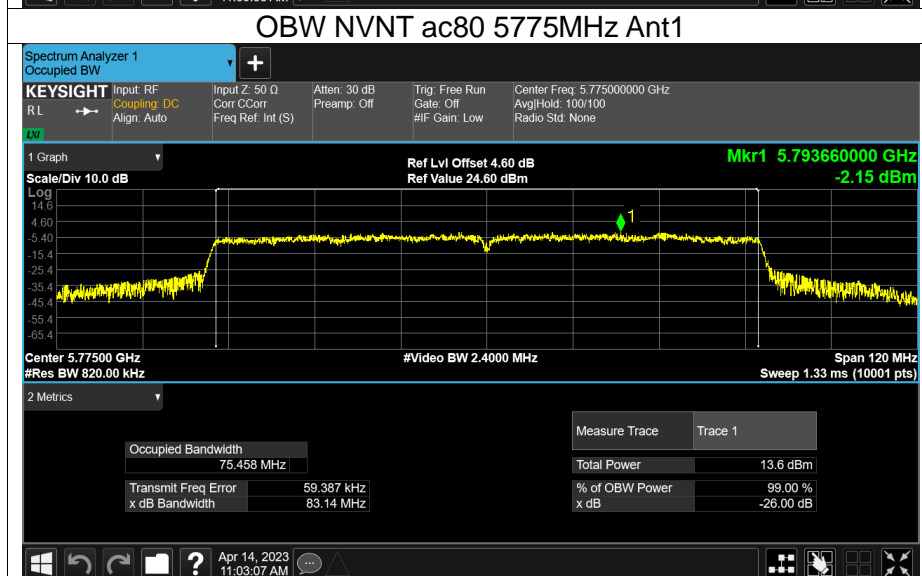 OBW NVNT ac80 5775MHz Ant1
Spectrum Analyzer 1
Occupied BW
+
KEYSIGHT
R L
LXI
Input: RF
Coupling: DC
Align: Auto
Input Z: 50 Ω
Corr CCorr
Freq Ref: Int (S)
Atten: 30 dB
Preamp: Off
Trig: Free Run
Gate: Off
#IF Gain: Low
Center Freq: 5.775000000 GHz
Avg|Hold: 100/100
Radio Std: None
1 Graph
Scale/Div 10.0 dB
Ref Lvl Offset 4.60 dB
Ref Value 24.60 dBm
Mkr1 5.793660000 GHz
-2.15 dBm
Log
14.6
4.60
-5.40
-15.4
-25.4
-35.4
-45.4
-55.4
-65.4
1
Center 5.77500 GHz
#Res BW 820.00 kHz
#Video BW 2.4000 MHz
Span 120 MHz
Sweep 1.33 ms (10001 pts)
2 Metrics
Occupied Bandwidth
75.458 MHz
Transmit Freq Error 59.387 kHz
x dB Bandwidth 83.14 MHz
Measure Trace Trace 1
Total Power 13.6 dBm
% of OBW Power 99.00 %
x dB -26.00 dB
?
Apr 14, 2023
11:03:07 AM